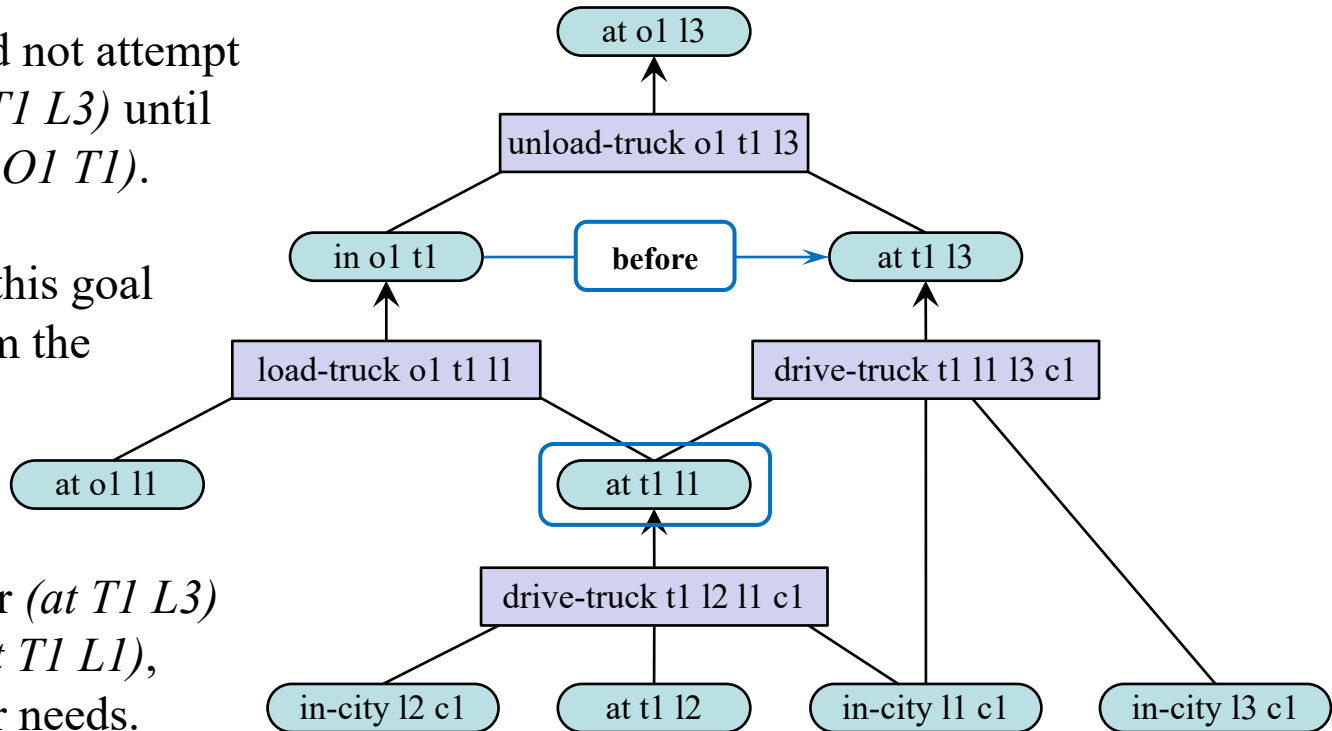 d not attempt
T1 L3) until
O1 T1).
this goal
m the
r (at T1 L3)
t T1 L1),
r needs.
at o1 l3
unload-truck o1 t1 l3
in o1 t1
before
at t1 l3
load-truck o1 t1 l1
drive-truck t1 l1 l3 c1
at o1 l1
at t1 l1
drive-truck t1 l2 l1 c1
in-city l2 c1
at t1 l2
in-city l1 c1
in-city l3 c1